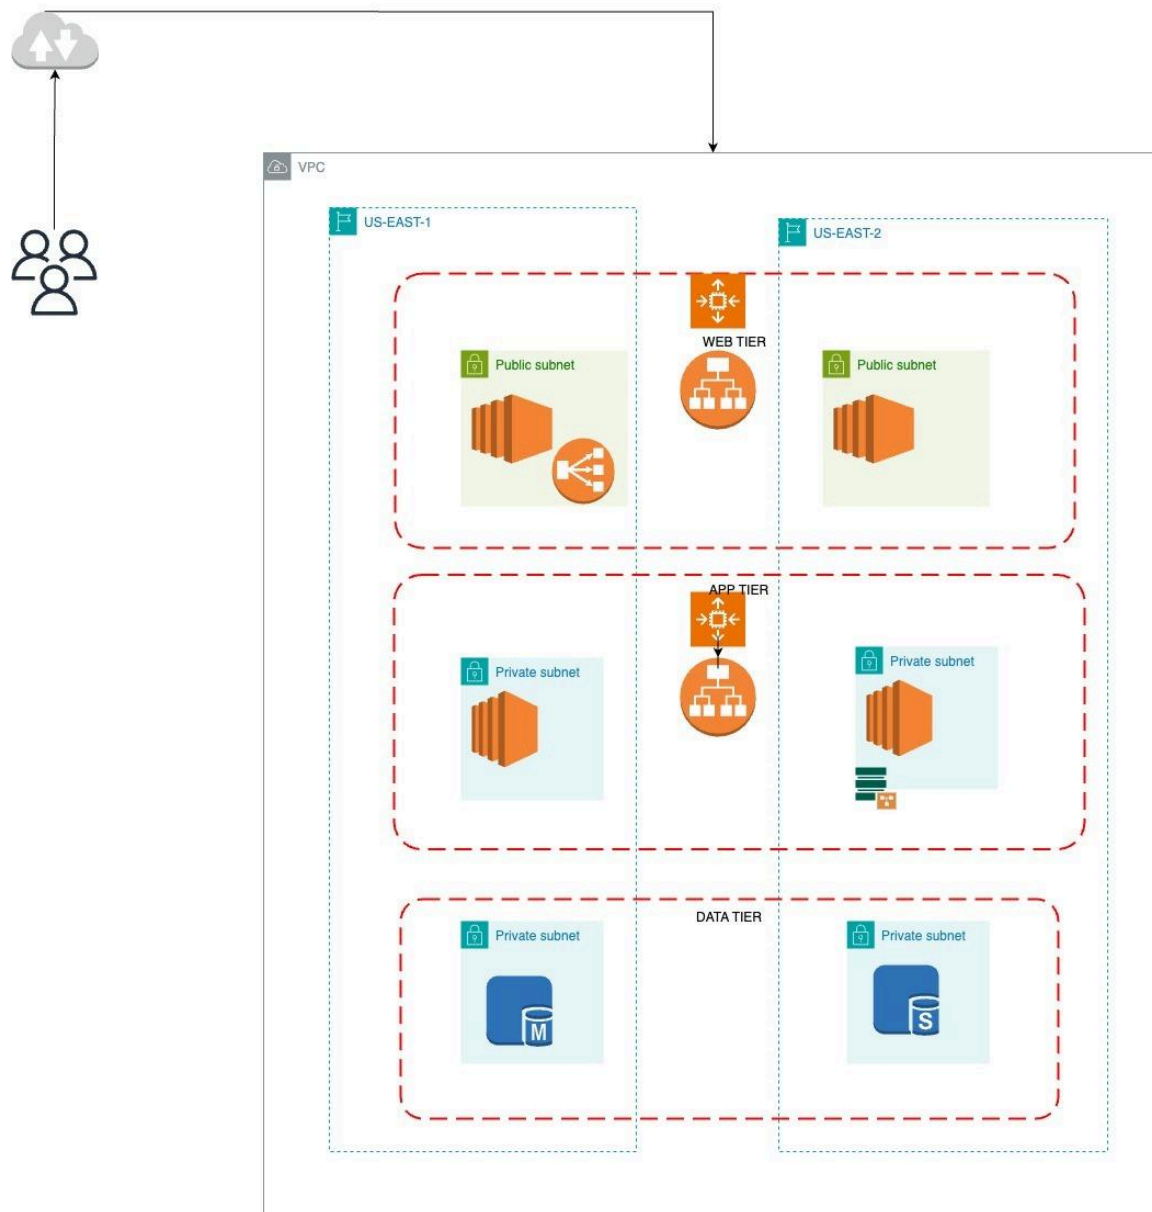 VPC
US-EAST-1
US-EAST-2
WEB TIER
Public subnet
Public subnet
APP TIER
Private subnet
Private subnet
DATA TIER
Private subnet
Private subnet
M
S